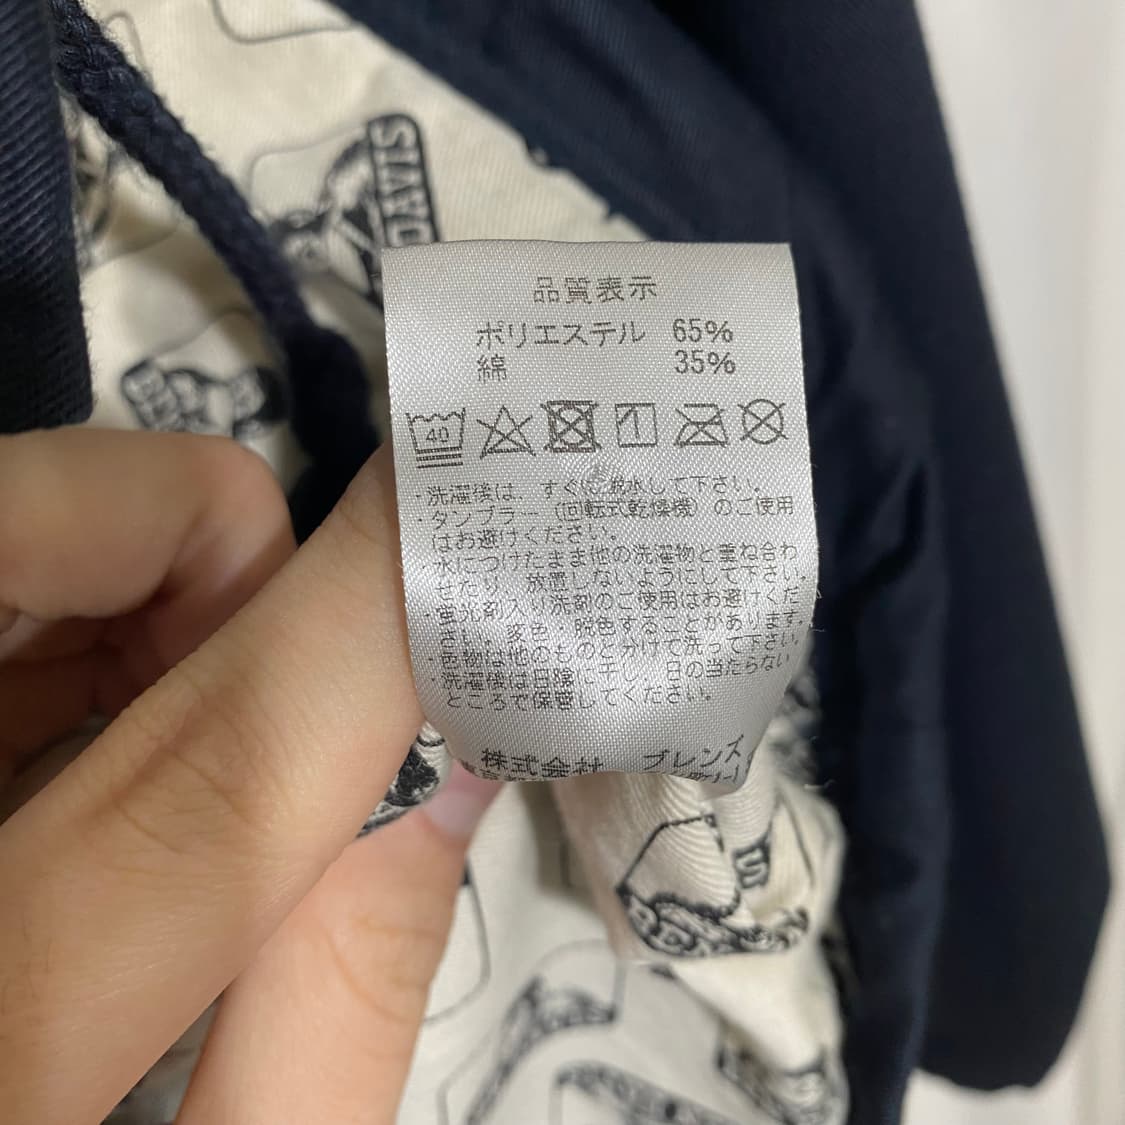 DAVIS
品質表示
ポリエステル 65%
綿 35%
40
・洗濯後は、すぐに脱水して下さい。
・タンブラー（回転式乾燥機）のご使用
はお避けください。
・水につけたまま他の洗濯物と重ね合わ
せたり、放置しないようにして下さい。
・蛍光剤入り洗剤のご使用はお避けくだ
さい。変色・脱色することがあります。
・色物は他のものと分けて洗って下さい。
・洗濯後は日陰に干し、日の当たらない
ところで保管してください。
株式会社 ブレンズ